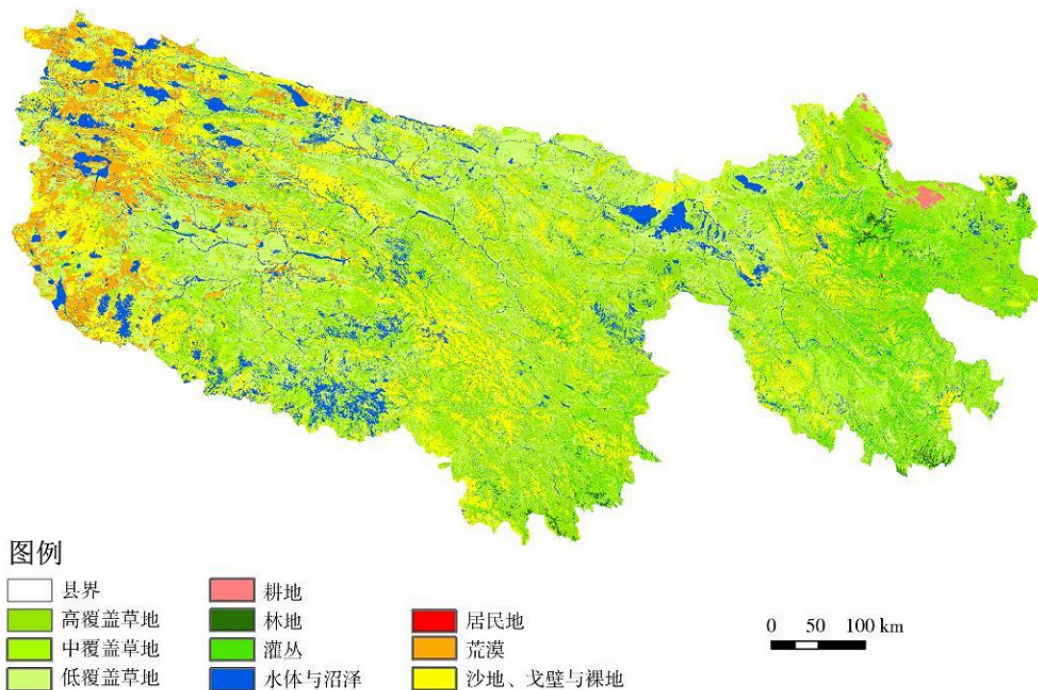 图例
县界
高覆盖草地
中覆盖草地
低覆盖草地
耕地
林地
灌丛
水体与沼泽
居民地
荒漠
沙地、戈壁与裸地
0 50 100 km